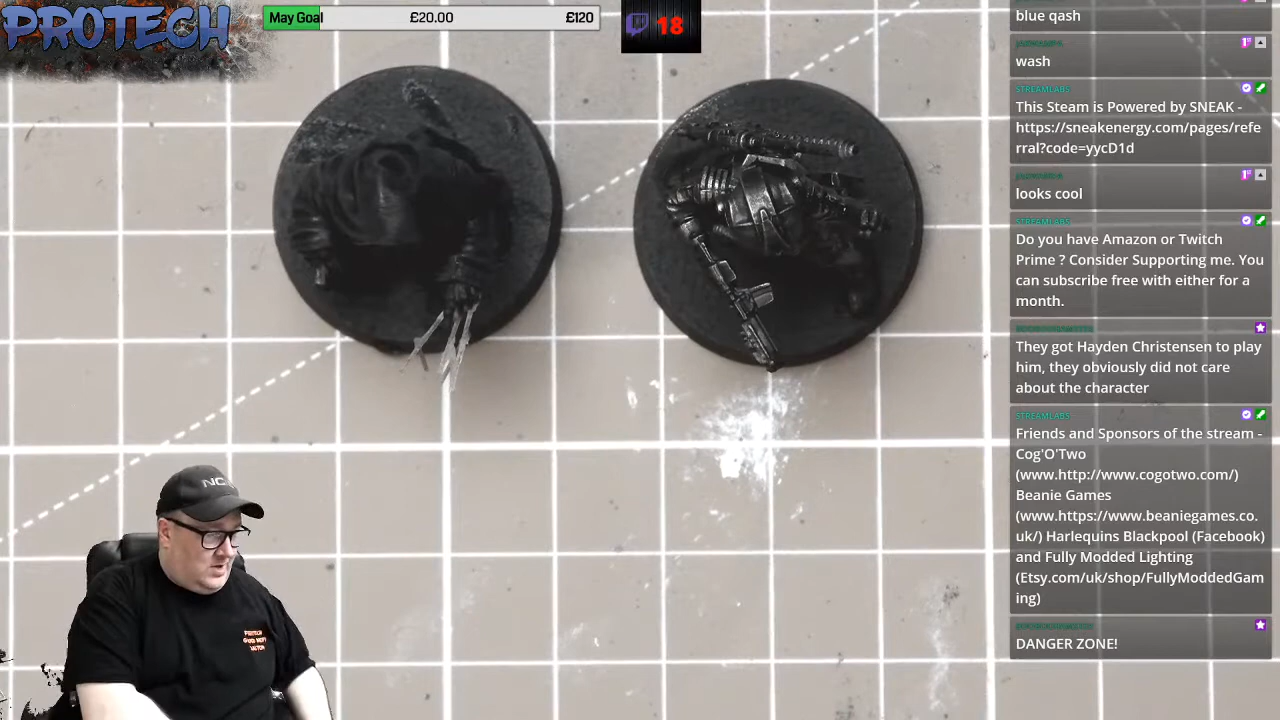 PROTECH
May Goal £20.00 £120
18
blue qash
wash
STREAMLABS
This Steam is Powered by SNEAK -
https://sneakenergy.com/pages/refe
rral?code=yycD1d
looks cool
STREAMLABS
Do you have Amazon or Twitch
Prime ? Consider Supporting me. You
can subscribe free with either for a
month.
They got Hayden Christensen to play
him, they obviously did not care
about the character
STREAMLABS
Friends and Sponsors of the stream -
Cog'O'Two
(www.http://www.cogotwo.com/)
Beanie Games
(www.https://www.beaniegames.co.
uk/) Harlequins Blackpool (Facebook)
and Fully Modded Lighting
(Etsy.com/uk/shop/FullyModdedGam
ing)
DANGER ZONE!
PROTECH